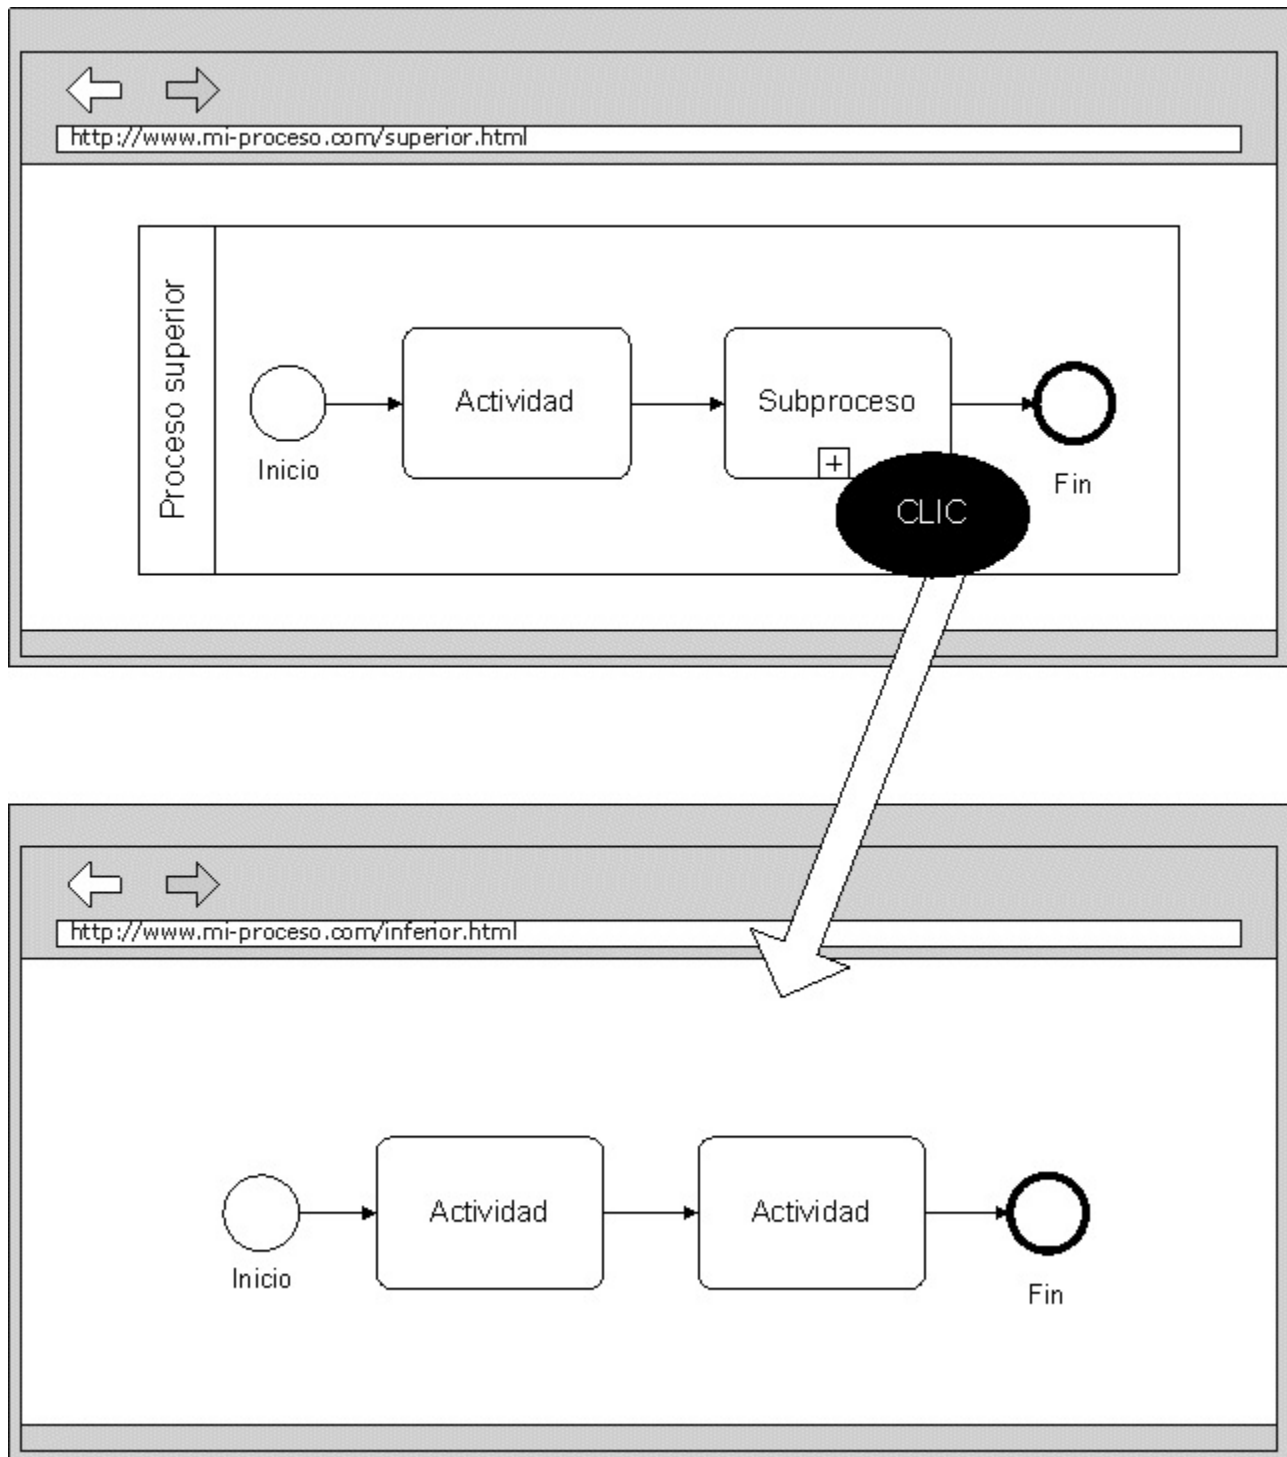 http://www.mi-proceso.com/superior.html
Proceso superior
Inicio
Actividad
Subproceso
+
CLIC
Fin
http://www.mi-proceso.com/inferior.html
Inicio
Actividad
Actividad
Fin